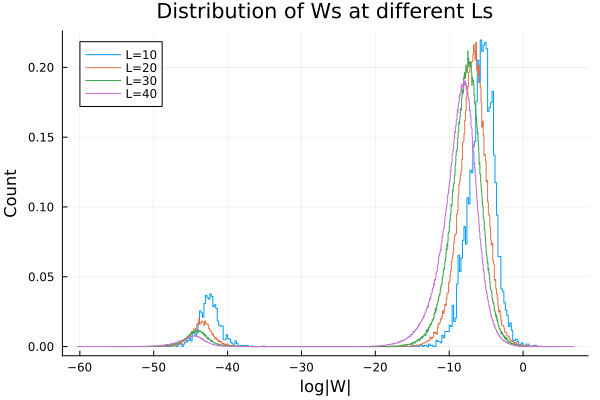 Distribution of Ws at different Ls
L=10
L=20
L=30
L=40
Count
0.20
0.15
0.10
0.05
0.00
−60 −50 −40 −30 −20 −10 0
log|W|